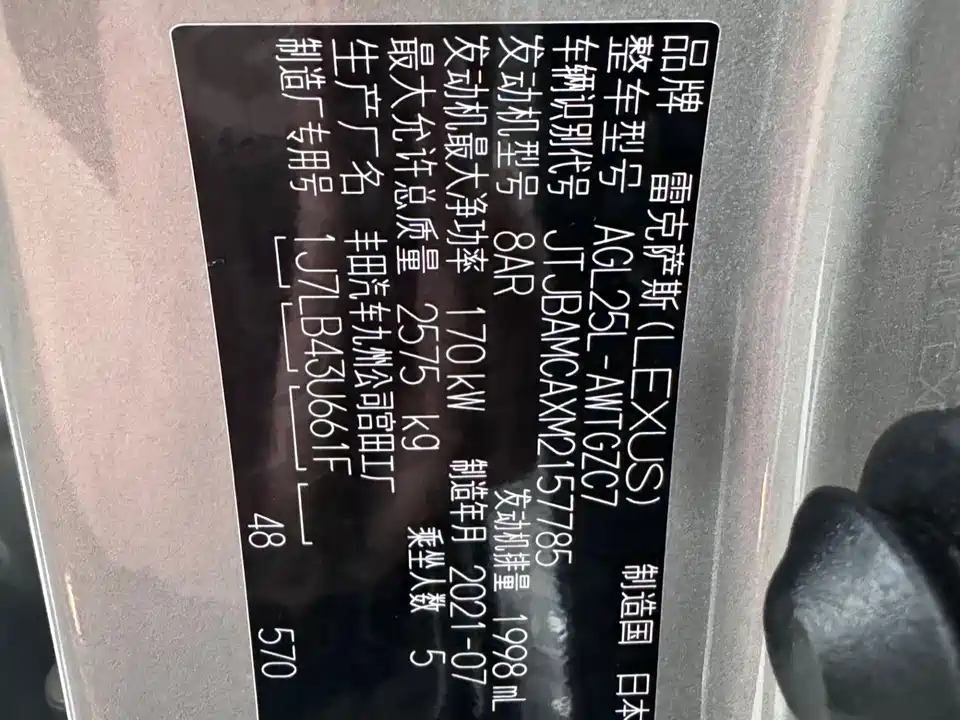 品牌 雷克萨斯(LEXUS) 制造国 日本
整车型号 AGL25L-AWTGZC7
车辆识别代号 JTJBAMCAXM2157785
发动机型号 8AR 发动机排量 1998 mL
发动机最大净功率 170 kW 制造年月 2021-07
最大允许总质量 2575 kg 乘坐人数 5
生产厂名 丰田汽车九州公司宫田工厂
制造厂专用号 1J7LB43U661F
48 570